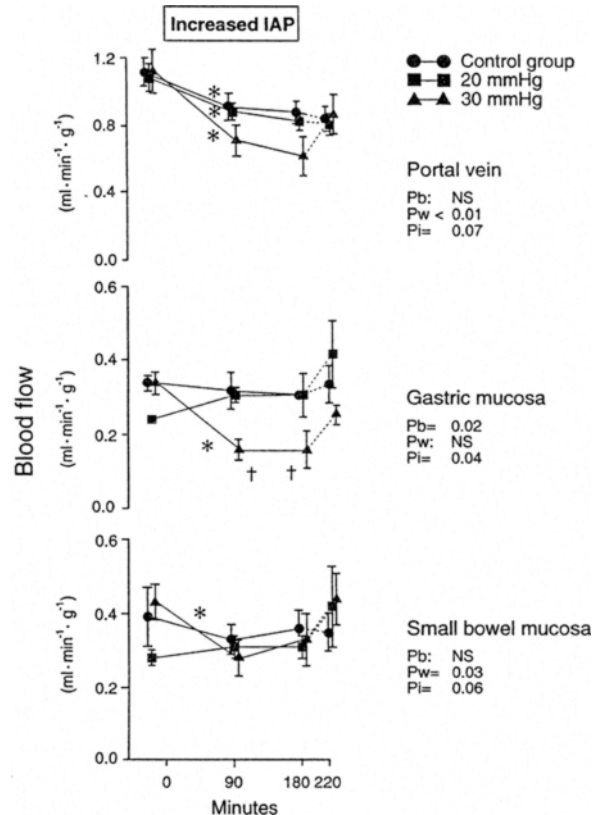 Increased IAP
Control group
20 mmHg
30 mmHg
1.2
0.8
0.4
0.0
(ml·min⁻¹·g⁻¹)
*
*
*
Portal vein
Pb: NS
Pw < 0.01
Pi= 0.07
Blood flow
0.6
0.4
0.2
0.0
(ml·min⁻¹·g⁻¹)
*
† †
Gastric mucosa
Pb= 0.02
Pw: NS
Pi= 0.04
0.6
0.4
0.2
0.0
(ml·min⁻¹·g⁻¹)
*
Small bowel mucosa
Pb: NS
Pw= 0.03
Pi= 0.06
0 90 180 220
Minutes